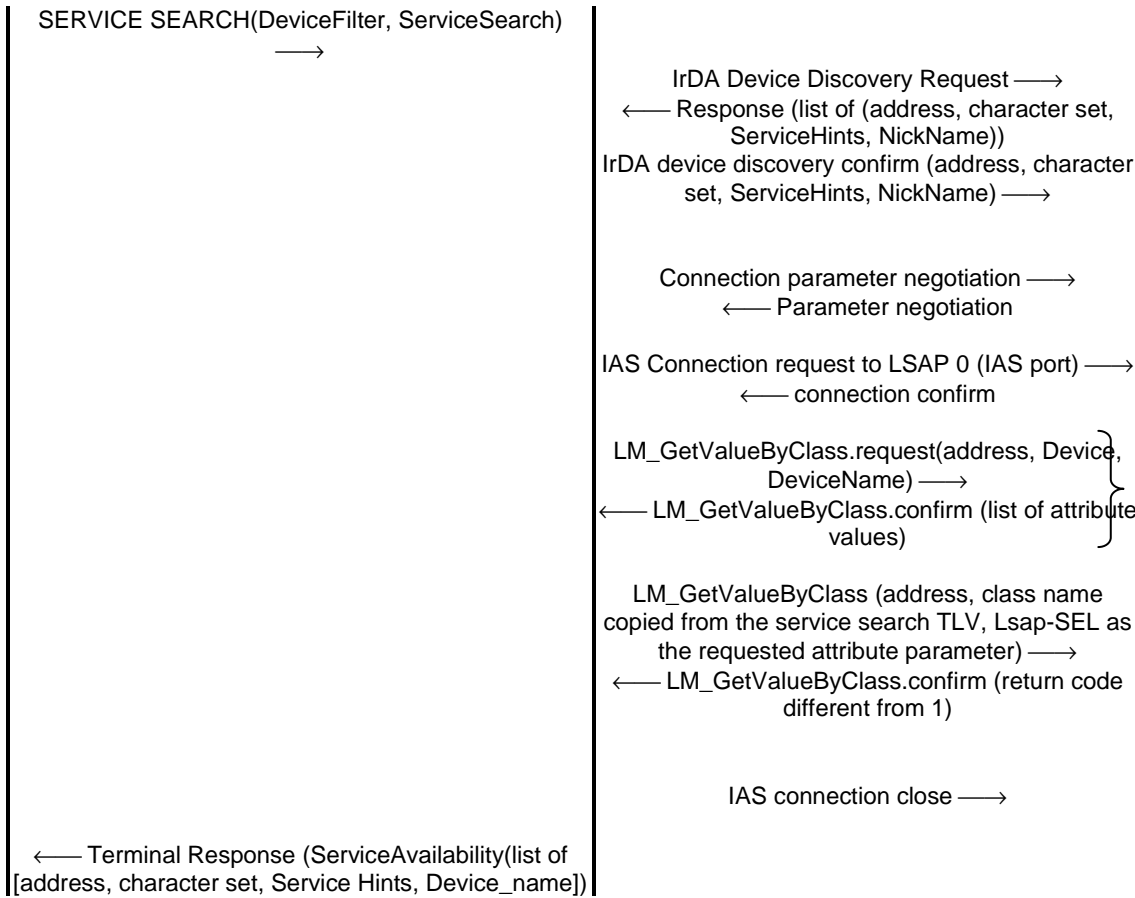 SERVICE SEARCH(DeviceFilter, ServiceSearch)
⟶
IrDA Device Discovery Request ⟶
⟵ Response (list of (address, character set,
ServiceHints, NickName))
IrDA device discovery confirm (address, character
set, ServiceHints, NickName) ⟶
Connection parameter negotiation ⟶
⟵ Parameter negotiation
IAS Connection request to LSAP 0 (IAS port) ⟶
⟵ connection confirm
LM_GetValueByClass.request(address, Device,
DeviceName) ⟶
⟵ LM_GetValueByClass.confirm (list of attribute
values)
LM_GetValueByClass (address, class name
copied from the service search TLV, Lsap-SEL as
the requested attribute parameter) ⟶
⟵ LM_GetValueByClass.confirm (return code
different from 1)
IAS connection close ⟶
⟵ Terminal Response (ServiceAvailability(list of
[address, character set, Service Hints, Device_name])